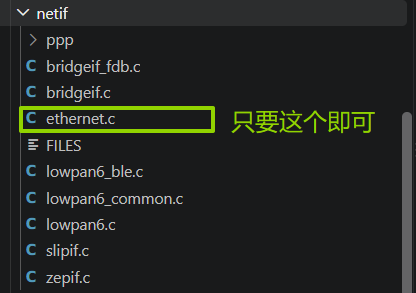 netif
ppp
bridgeif_fdb.c
bridgeif.c
ethernet.c
只要这个即可
FILES
lowpan6_ble.c
lowpan6_common.c
lowpan6.c
slipif.c
zepif.c